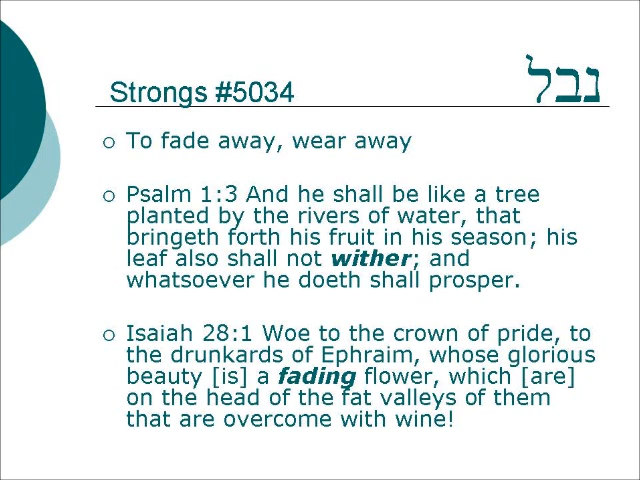 Strongs #5034 נבל
To fade away, wear away
Psalm 1:3 And he shall be like a tree
planted by the rivers of water, that
bringeth forth his fruit in his season; his
leaf also shall not wither; and
whatsoever he doeth shall prosper.
Isaiah 28:1 Woe to the crown of pride, to
the drunkards of Ephraim, whose glorious
beauty [is] a fading flower, which [are]
on the head of the fat valleys of them
that are overcome with wine!